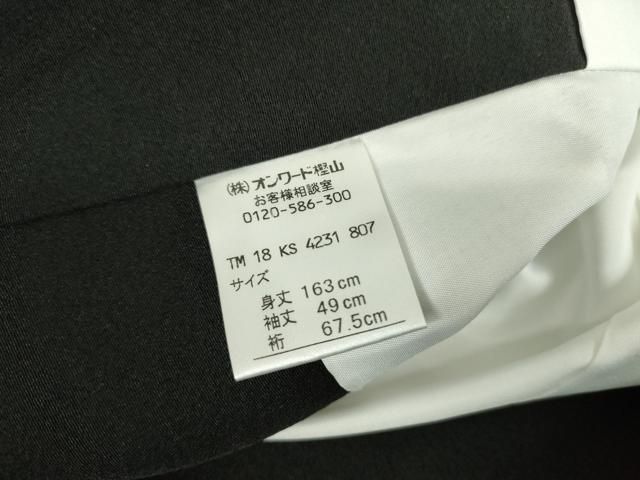 (株)オンワード樫山
お客様相談室
0120-586-300
TM 18 KS 4231 807
サイズ
身丈 163cm
袖丈 49cm
裄 67.5cm